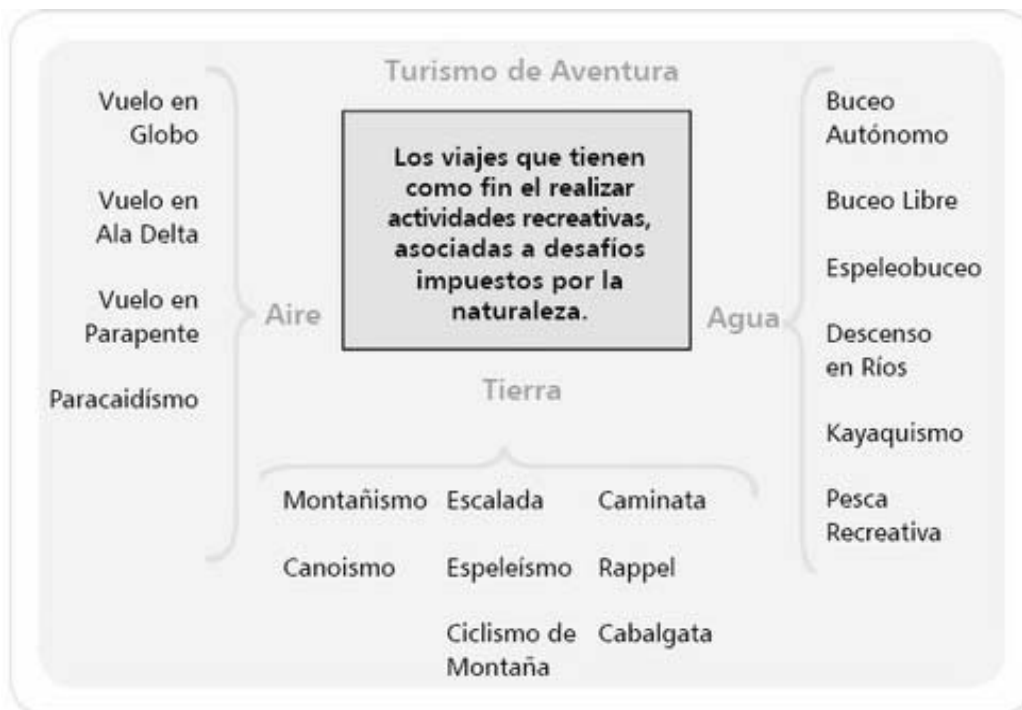 Turismo de Aventura
Los viajes que tienen
como fin el realizar
actividades recreativas,
asociadas a desafíos
impuestos por la
naturaleza.
Aire
Vuelo en
Globo
Vuelo en
Ala Delta
Vuelo en
Parapente
Paracaidísmo
Agua
Buceo
Autónomo
Buceo Libre
Espeleobuceo
Descenso
en Ríos
Kayaquismo
Pesca
Recreativa
Tierra
Montañismo Escalada Caminata
Canoismo Espeleísmo Rappel
Ciclismo de Cabalgata
Montaña